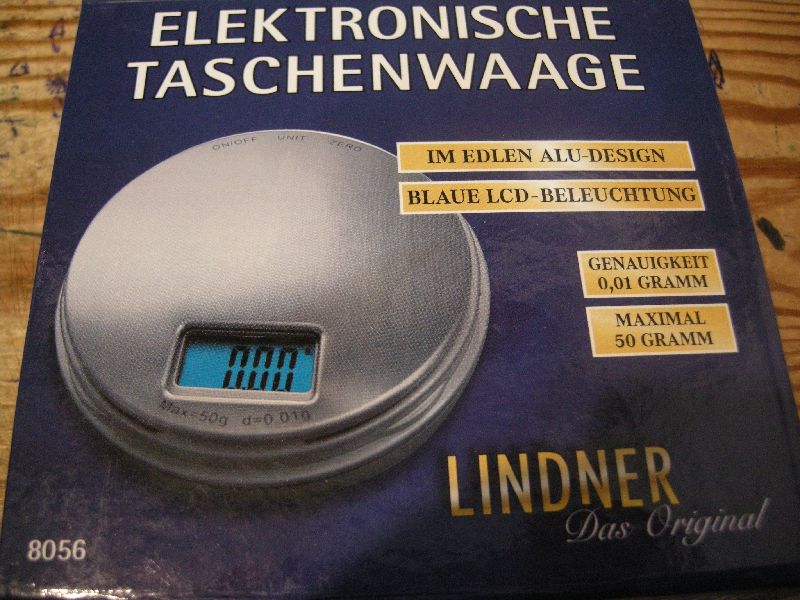 ELEKTRONISCHE
TASCHENWAAGE
ON/OFF UNIT ZERO
IM EDLEN ALU-DESIGN
BLAUE LCD-BELEUCHTUNG
GENAUIGKEIT
0,01 GRAMM
MAXIMAL
50 GRAMM
0.00
Max=50g d=0.01g
LINDNER
Das Original
8056